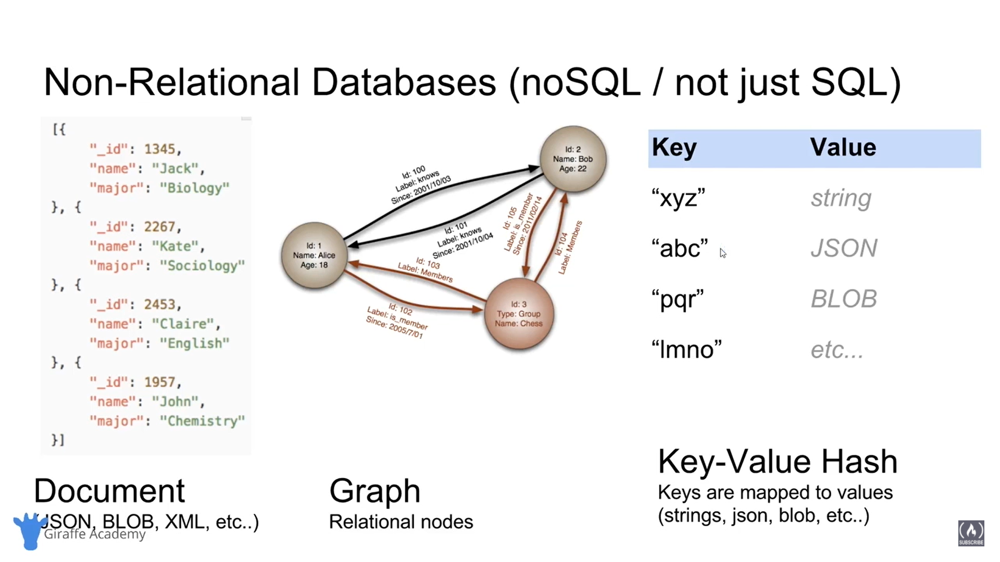 Non-Relational Databases (noSQL / not just SQL)
[{
"_id": 1345,
"name": "Jack",
"major": "Biology"
}, {
"_id": 2267,
"name": "Kate",
"major": "Sociology"
}, {
"_id": 2453,
"name": "Claire",
"major": "English"
}, {
"_id": 1957,
"name": "John",
"major": "Chemistry"
}]
Document
(JSON, BLOB, XML, etc..)
Giraffe Academy
Id: 100
Label: knows
Since: 2001/10/03
Id: 2
Name: Bob
Age: 22
Id: 101
Label: knows
Since: 2001/10/04
Id: 105
Label: is_member
Since: 2011/02/14
Id: 104
Label: Members
Id: 1
Name: Alice
Age: 18
Id: 103
Label: Members
Id: 102
Label: is_member
Since: 2005/7/01
Id: 3
Type: Group
Name: Chess
Graph
Relational nodes
Key Value
“xyz” string
“abc” JSON
“pqr” BLOB
“lmno” etc...
Key-Value Hash
Keys are mapped to values
(strings, json, blob, etc..)
SUBSCRIBE